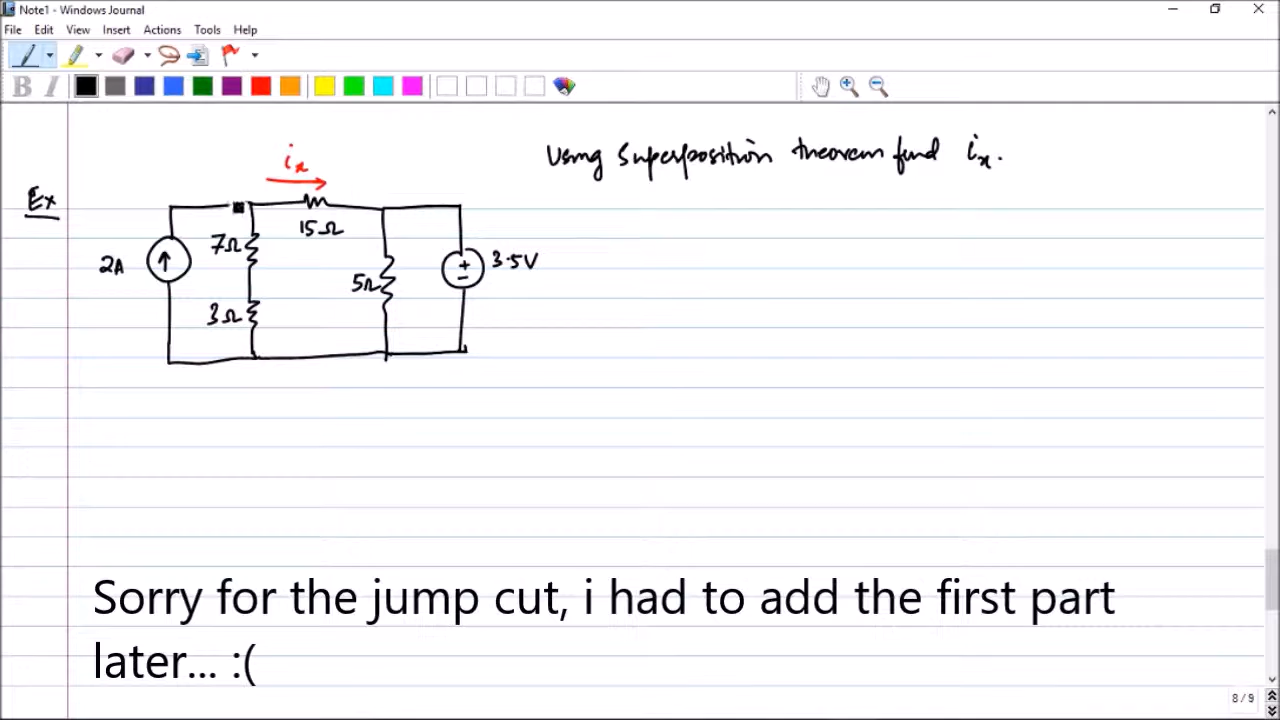 Note1 - Windows Journal
File Edit View Insert Actions Tools Help
B I
Using Superposition theorem find ix.
ix
Ex
15Ω
7Ω
2A
3.5V
5Ω
3Ω
Sorry for the jump cut, i had to add the first part
later... :(
8 / 9